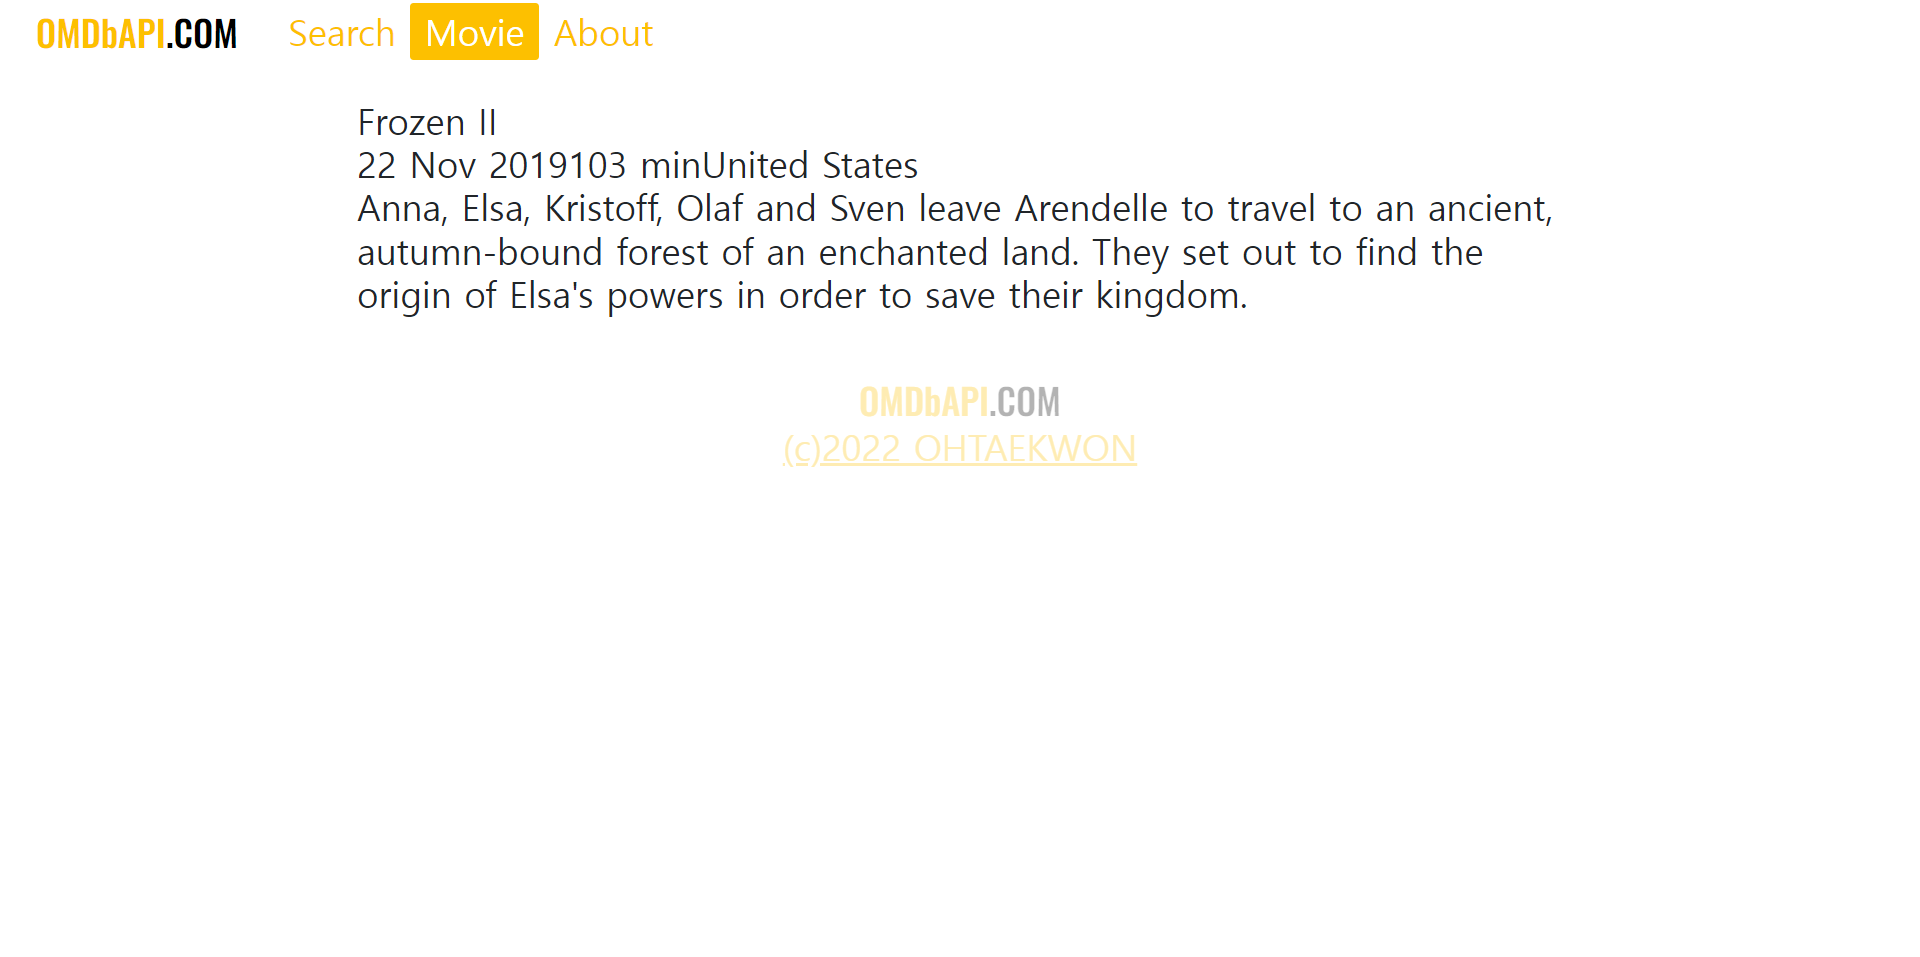 OMDbAPI.COM Search Movie About
Frozen II
22 Nov 2019103 minUnited States
Anna, Elsa, Kristoff, Olaf and Sven leave Arendelle to travel to an ancient,
autumn-bound forest of an enchanted land. They set out to find the
origin of Elsa's powers in order to save their kingdom.
OMDbAPI.COM
(c)2022 OHTAEKWON